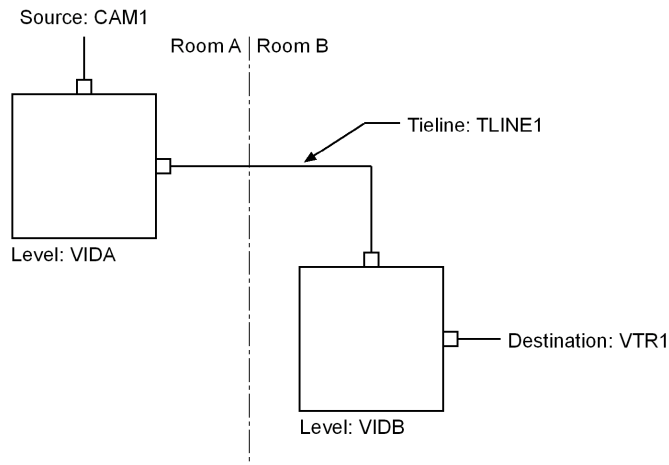 Source: CAM1
Room A
Room B
Tieline: TLINE1
Level: VIDA
Destination: VTR1
Level: VIDB